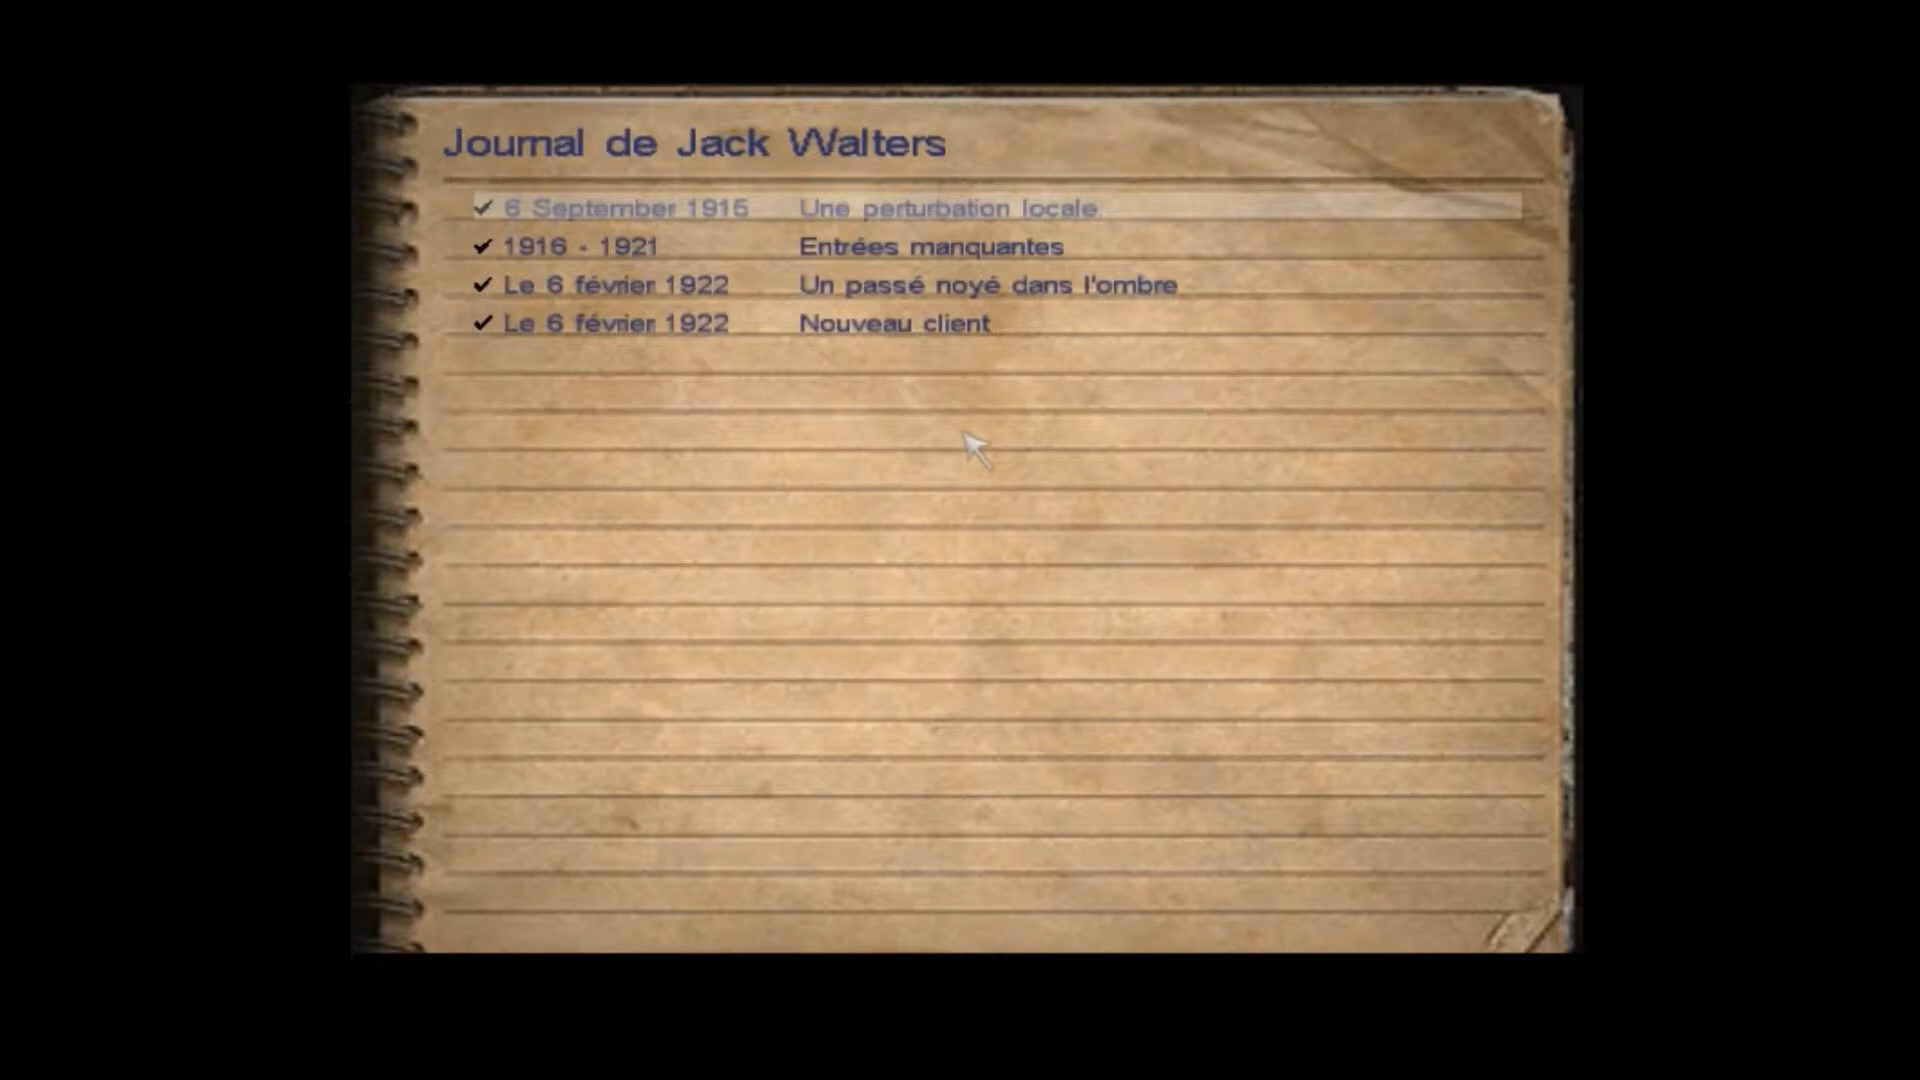 Journal de Jack Walters
✓ 6 September 1915 Une perturbation locale.
✓ 1916 - 1921 Entrées manquantes
✓ Le 6 février 1922 Un passé noyé dans l'ombre
✓ Le 6 février 1922 Nouveau client